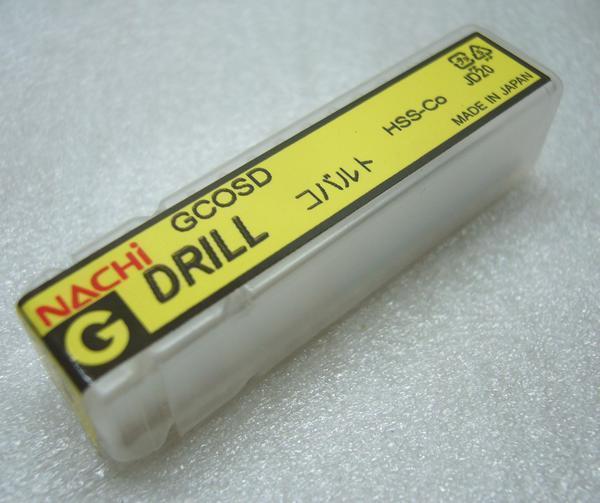 NACHi
G
GCOSD
DRILL
コバルト
HSS-Co
JD20
MADE IN JAPAN